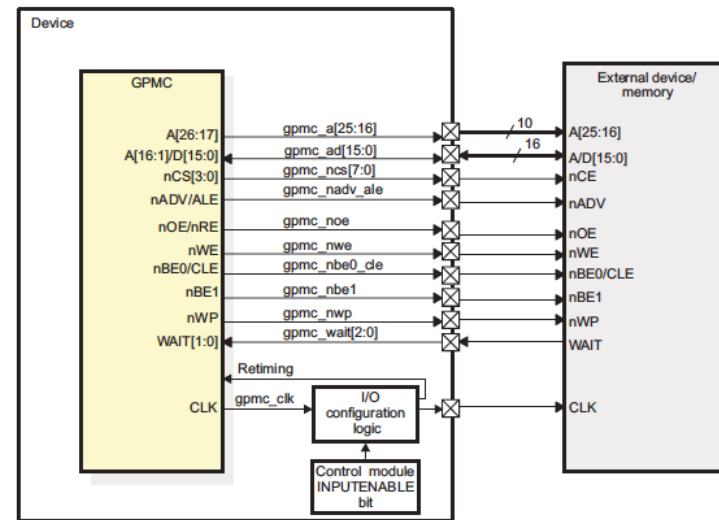 Device
GPMC
External device/
memory
A[26:17]
gpmc_a[25:16]
10
A[25:16]
A[16:1]/D[15:0]
gpmc_ad[15:0]
16
A/D[15:0]
nCS[3:0]
gpmc_ncs[7:0]
nCE
nADV/ALE
gpmc_nadv_ale
nADV
nOE/nRE
gpmc_noe
nOE
nWE
gpmc_nwe
nWE
nBE0/CLE
gpmc_nbe0_cle
nBE0/CLE
nBE1
gpmc_nbe1
nBE1
nWP
gpmc_nwp
nWP
WAIT[1:0]
gpmc_wait[2:0]
WAIT
Retiming
CLK
gpmc_clk
I/O
configuration
logic
CLK
Control module
INPUTENABLE
bit